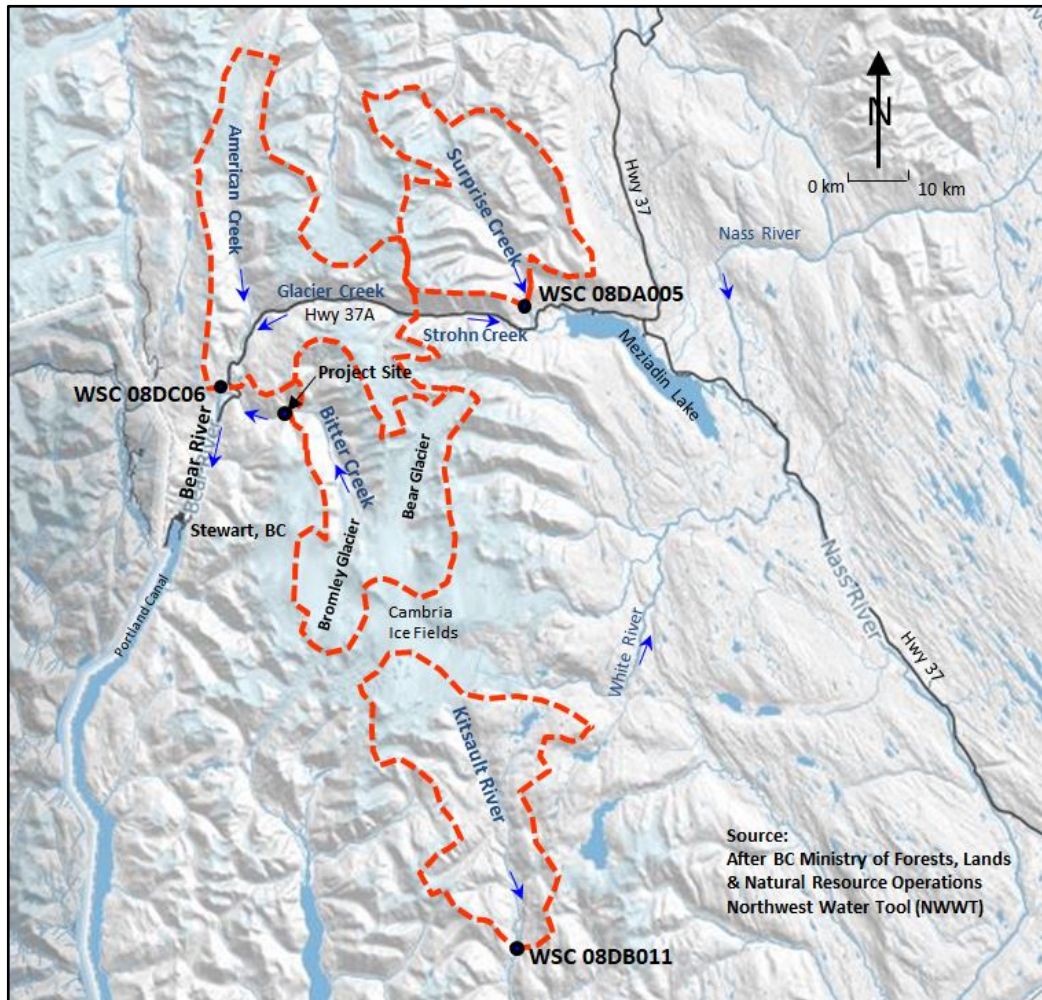 N
0 km
10 km
American Creek
Surprise Creek
Hwy 37
Nass River
Glacier Creek
Hwy 37A
WSC 08DA005
Strohn Creek
Meziadin Lake
Project Site
WSC 08DC06
Bear River
Bear River
Bitter Creek
Bear Glacier
Stewart, BC
Bromley Glacier
Nass River
Portland Canal
Cambria
Ice Fields
White River
Hwy 37
Kitsault River
Source:
After BC Ministry of Forests, Lands
& Natural Resource Operations
Northwest Water Tool (NWWT)
WSC 08DB011